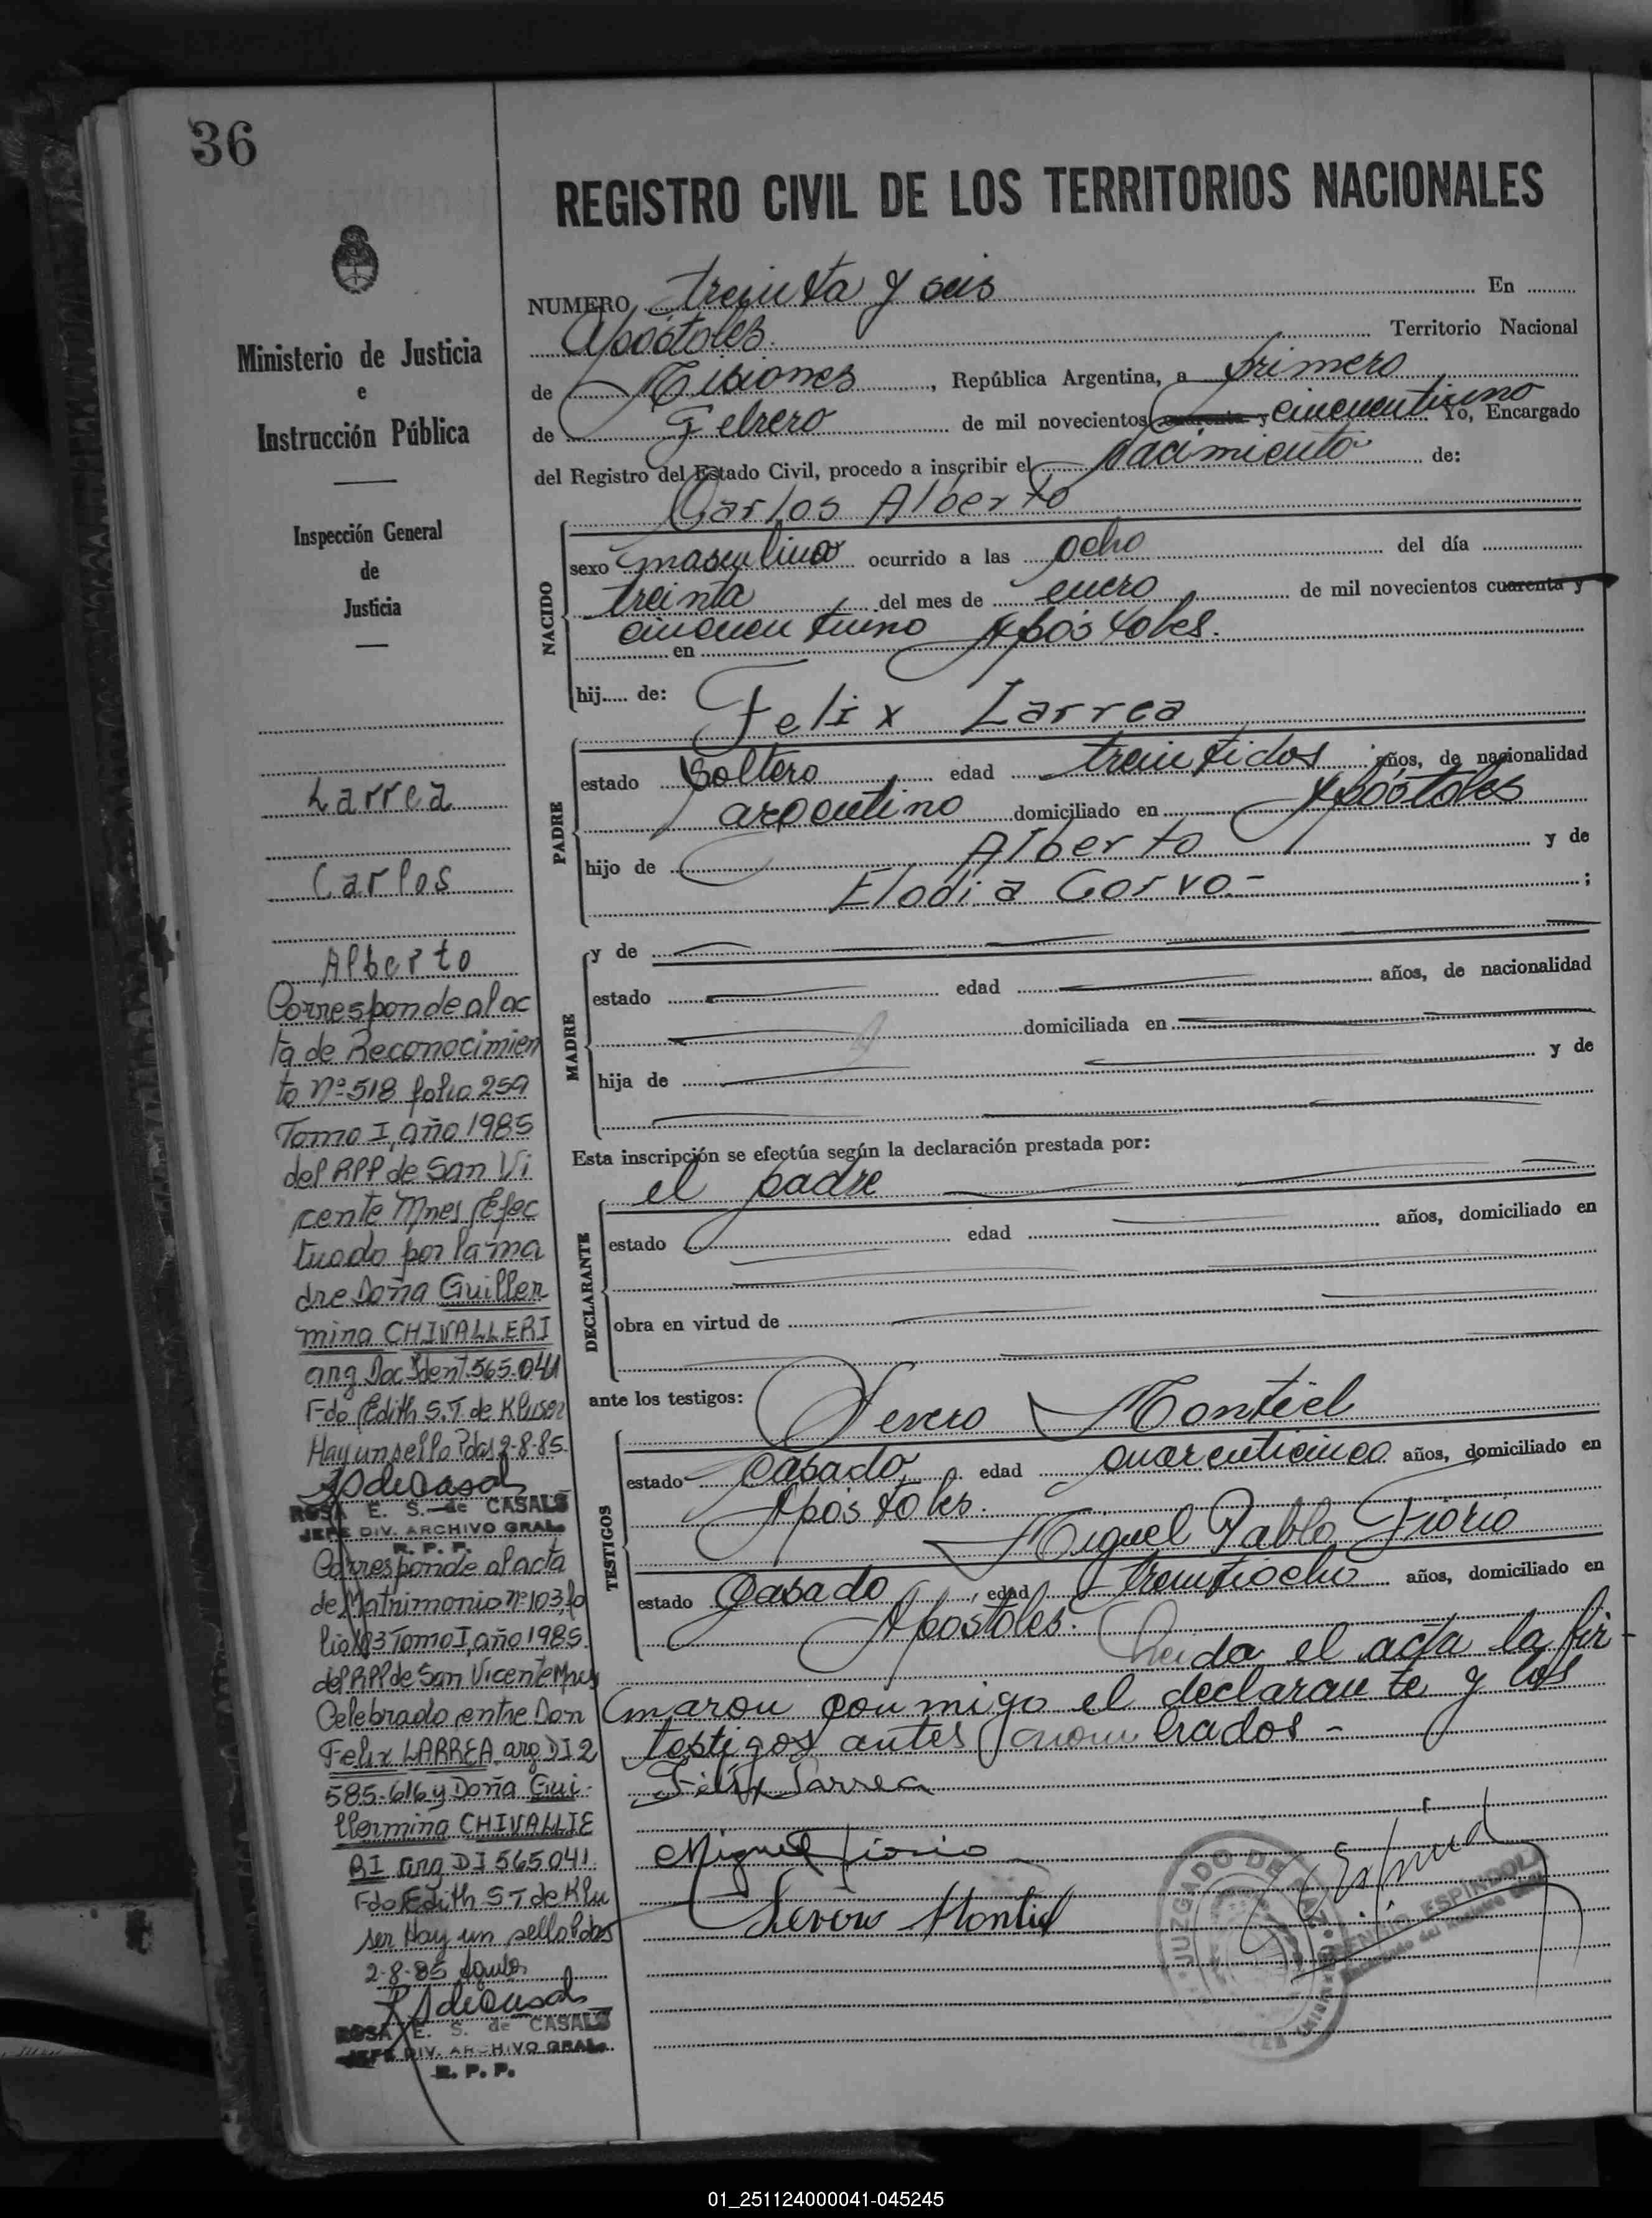 36
REGISTRO CIVIL DE LOS TERRITORIOS NACIONALES
Ministerio de Justicia
e
Instrucción Pública
Inspección General
de
Justicia
Larrea
Carlos
Alberto
Corresponde al ac
ta de Reconocimien
to Nº 518 folio 259
Tomo I, año 1985
del RPP de San Vi
cente Mnes Efec
tuado por la ma
dre Doña Guiller
mina CHIVALLERI
arg Doc Ident. 565.041
Fdo Edith S.T. de Kluser
Hay un sello Pdas 2-8-85.
ROSA E. S. de CASALS
JEFE DIV. ARCHIVO GRAL.
R. P. P.
Corresponde al acta
de Matrimonio nº 103, fo
lio 103 Tomo I, año 1985
del RPP de San Vicente Mnes
Celebrado entre Don
Felix LARREA arg DI 2
585.616 y Doña Gui
llermina CHIVALLE
RI arg DI 565041
Fdo Edith S T de Klu
ser Hay un sello Pdas
2-8-85
ROSA E. S. de CASALS
JEFE DIV. ARCHIVO GRAL.
R. P. P.
NUMERO treinta y seis En
Apóstoles. Territorio Nacional
de Misiones, República Argentina, a primero
de Febrero de mil novecientos cuarenta y cincuentiuno Yo, Encargado
del Registro del Estado Civil, procedo a inscribir el nacimiento de:
Carlos Alberto
NACIDO
sexo masculino ocurrido a las ocho del día
treinta del mes de enero de mil novecientos cuarenta y
cincuentiuno en Apóstoles.
hij..... de:
Felix Larrea
PADRE
estado Soltero edad treintidos años, de nacionalidad
argentino domiciliado en Apóstoles
hijo de Alberto y de
Elodia Corvo.- ;
MADRE
y de
estado edad años, de nacionalidad
domiciliada en
hija de y de
Esta inscripción se efectúa según la declaración prestada por:
el padre
DECLARANTE
estado edad años, domiciliado en
obra en virtud de
ante los testigos: Severo Montiel
TESTIGOS
estado Casado edad cuarenticinco años, domiciliado en
Apóstoles.
Miguel Pablo Fiorio
estado Casado, edad treintiocho años, domiciliado en
Apostoles. Leida el acta la fir-
maron conmigo el declarante y los
testigos antes nombrados -
Félix Larrea
Miguel Fiorio
Severo Montiel
JUZGADO DE PAZ
ESPINDOLA
Encargado del Registro Civil
01_251124000041-045245